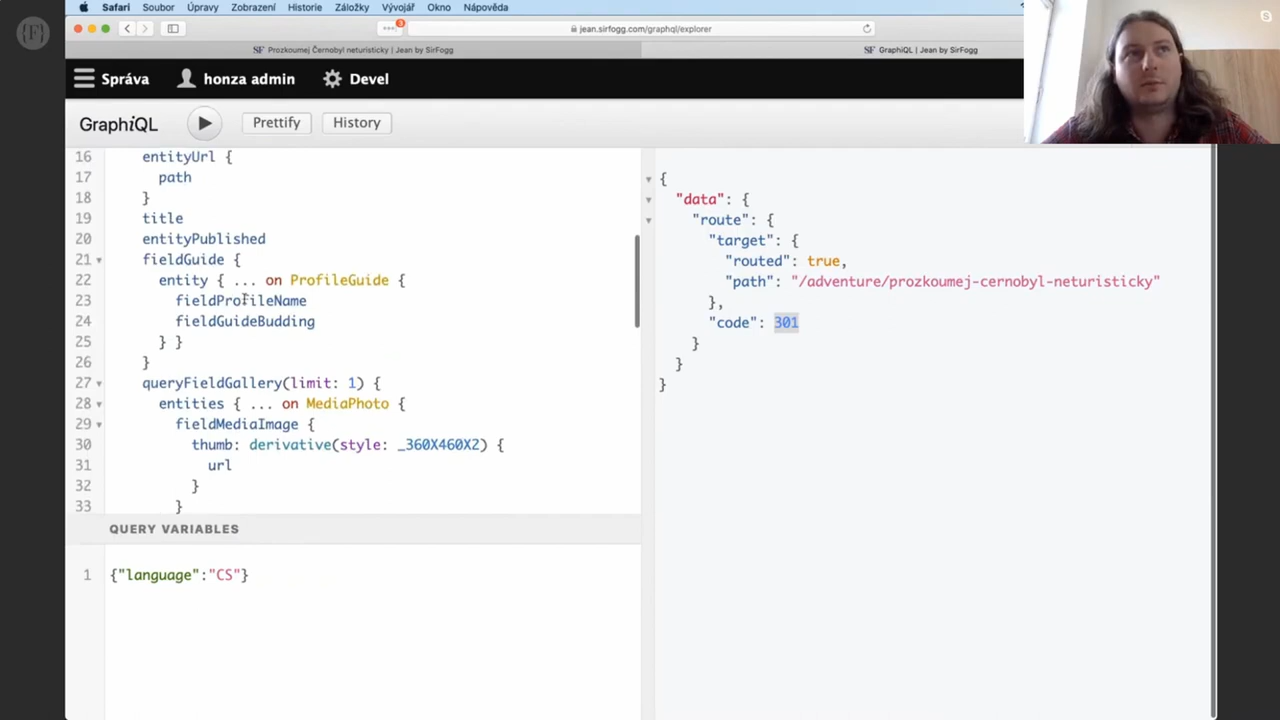 Safari Soubor Úpravy Zobrazení Historie Záložky Vývojář Okno Nápověda
{F}
3
jean.sirfogg.com/graphql/explorer
SF Prozkoumej Černobyl neturisticky | Jean by SirFogg
SF GraphiQL | Jean by SirFogg
Správa honza admin Devel
GraphiQL Prettify History
16 entityUrl {
17 path
18 }
19 title
20 entityPublished
21 fieldGuide {
22 entity { ... on ProfileGuide {
23 fieldProfileName
24 fieldGuideBudding
25 } }
26 }
27 queryFieldGallery(limit: 1) {
28 entities { ... on MediaPhoto {
29 fieldMediaImage {
30 thumb: derivative(style: _360X460X2) {
31 url
32 }
33 }
QUERY VARIABLES
1 {"language":"CS"}
{
"data": {
"route": {
"target": {
"routed": true,
"path": "/adventure/prozkoumej-cernobyl-neturisticky"
},
"code": 301
}
}
}